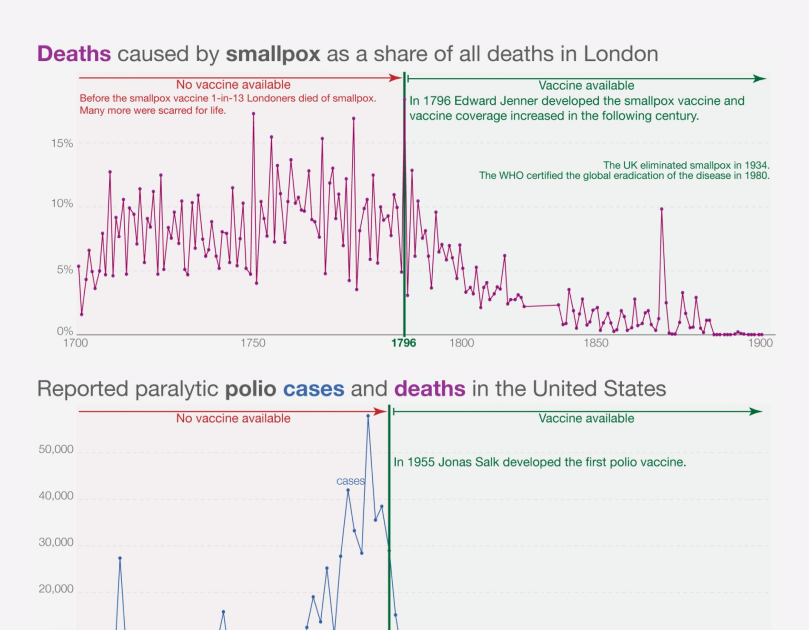 Deaths caused by smallpox as a share of all deaths in London
No vaccine available
Vaccine available
Before the smallpox vaccine 1-in-13 Londoners died of smallpox.
Many more were scarred for life.
In 1796 Edward Jenner developed the smallpox vaccine and
vaccine coverage increased in the following century.
15%
The UK eliminated smallpox in 1934.
The WHO certified the global eradication of the disease in 1980.
10%
5%
0%
1700
1750
1796
1800
1850
1900
Reported paralytic polio cases and deaths in the United States
No vaccine available
Vaccine available
50,000
In 1955 Jonas Salk developed the first polio vaccine.
cases
40,000
30,000
20,000